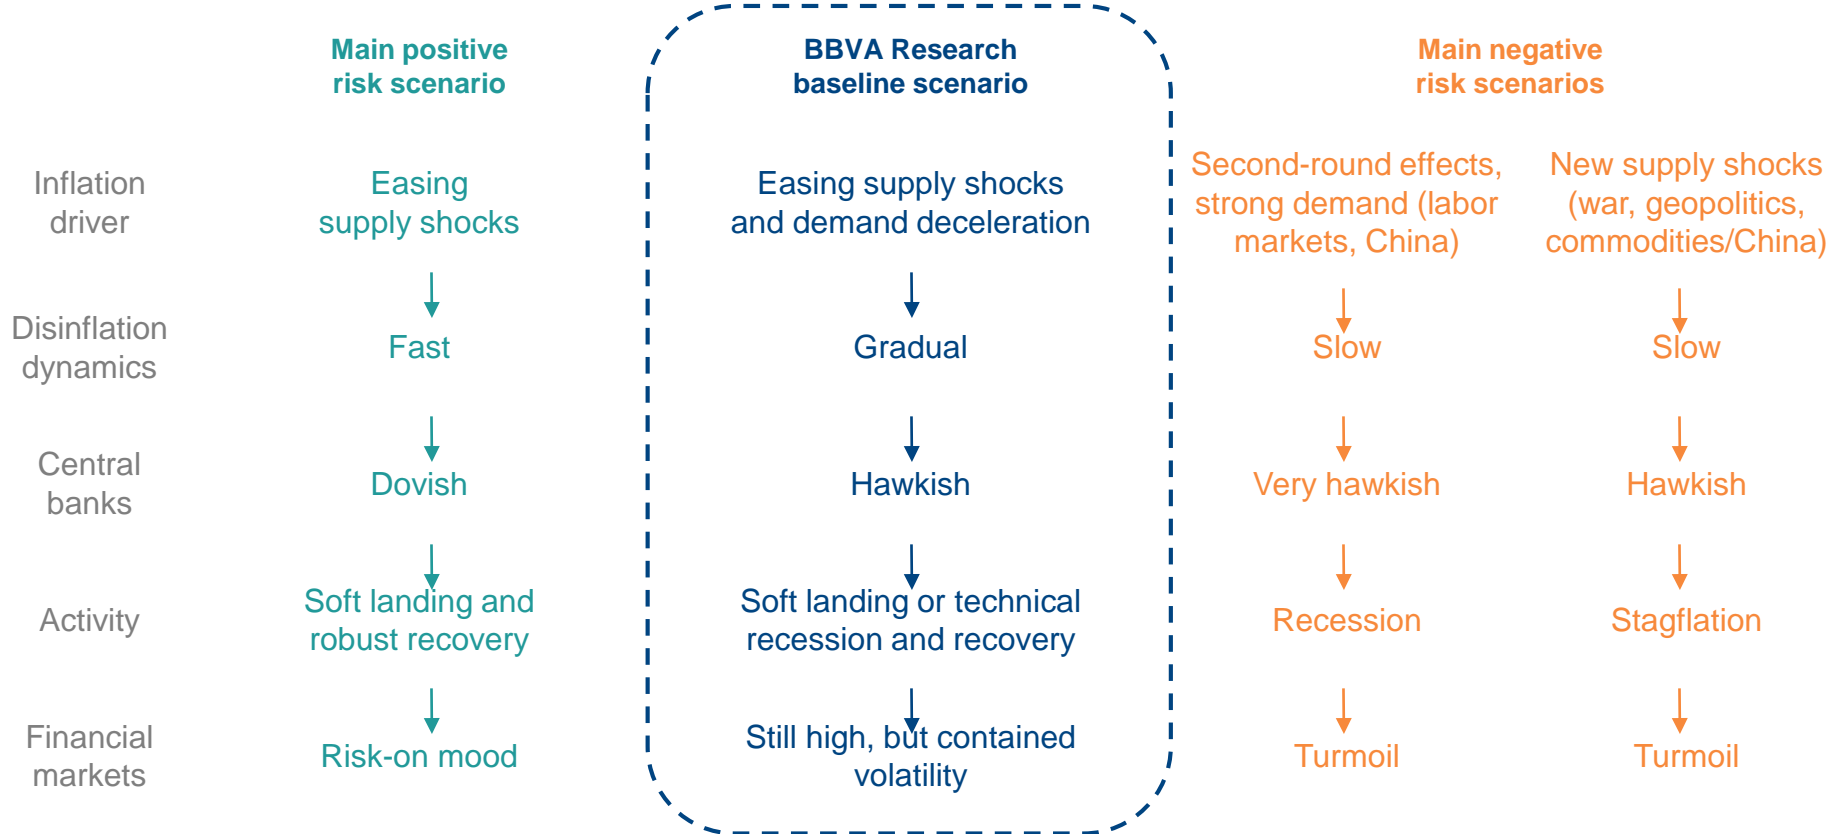 Main positive
risk scenario
BBVA Research
baseline scenario
Main negative
risk scenarios
Inflation
driver
Easing
supply shocks
Easing supply shocks
and demand deceleration
Second-round effects,
strong demand (labor
markets, China)
New supply shocks
(war, geopolitics,
commodities/China)
Disinflation
dynamics
Fast
Gradual
Slow
Slow
Central
banks
Dovish
Hawkish
Very hawkish
Hawkish
Activity
Soft landing and
robust recovery
Soft landing or technical
recession and recovery
Recession
Stagflation
Financial
markets
Risk-on mood
Still high, but contained
volatility
Turmoil
Turmoil